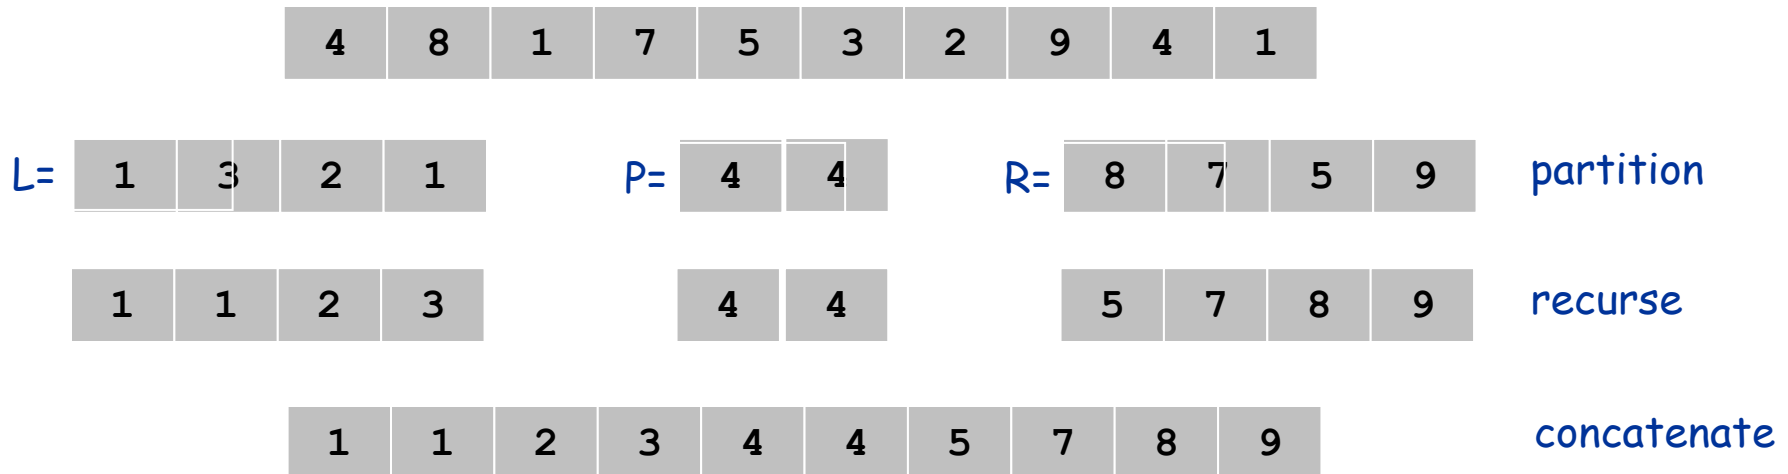 4 8 1 7 5 3 2 9 4 1
L= 1 3 2 1 P= 4 4 R= 8 7 5 9 partition
1 1 2 3 4 4 5 7 8 9 recurse
1 1 2 3 4 4 5 7 8 9 concatenate